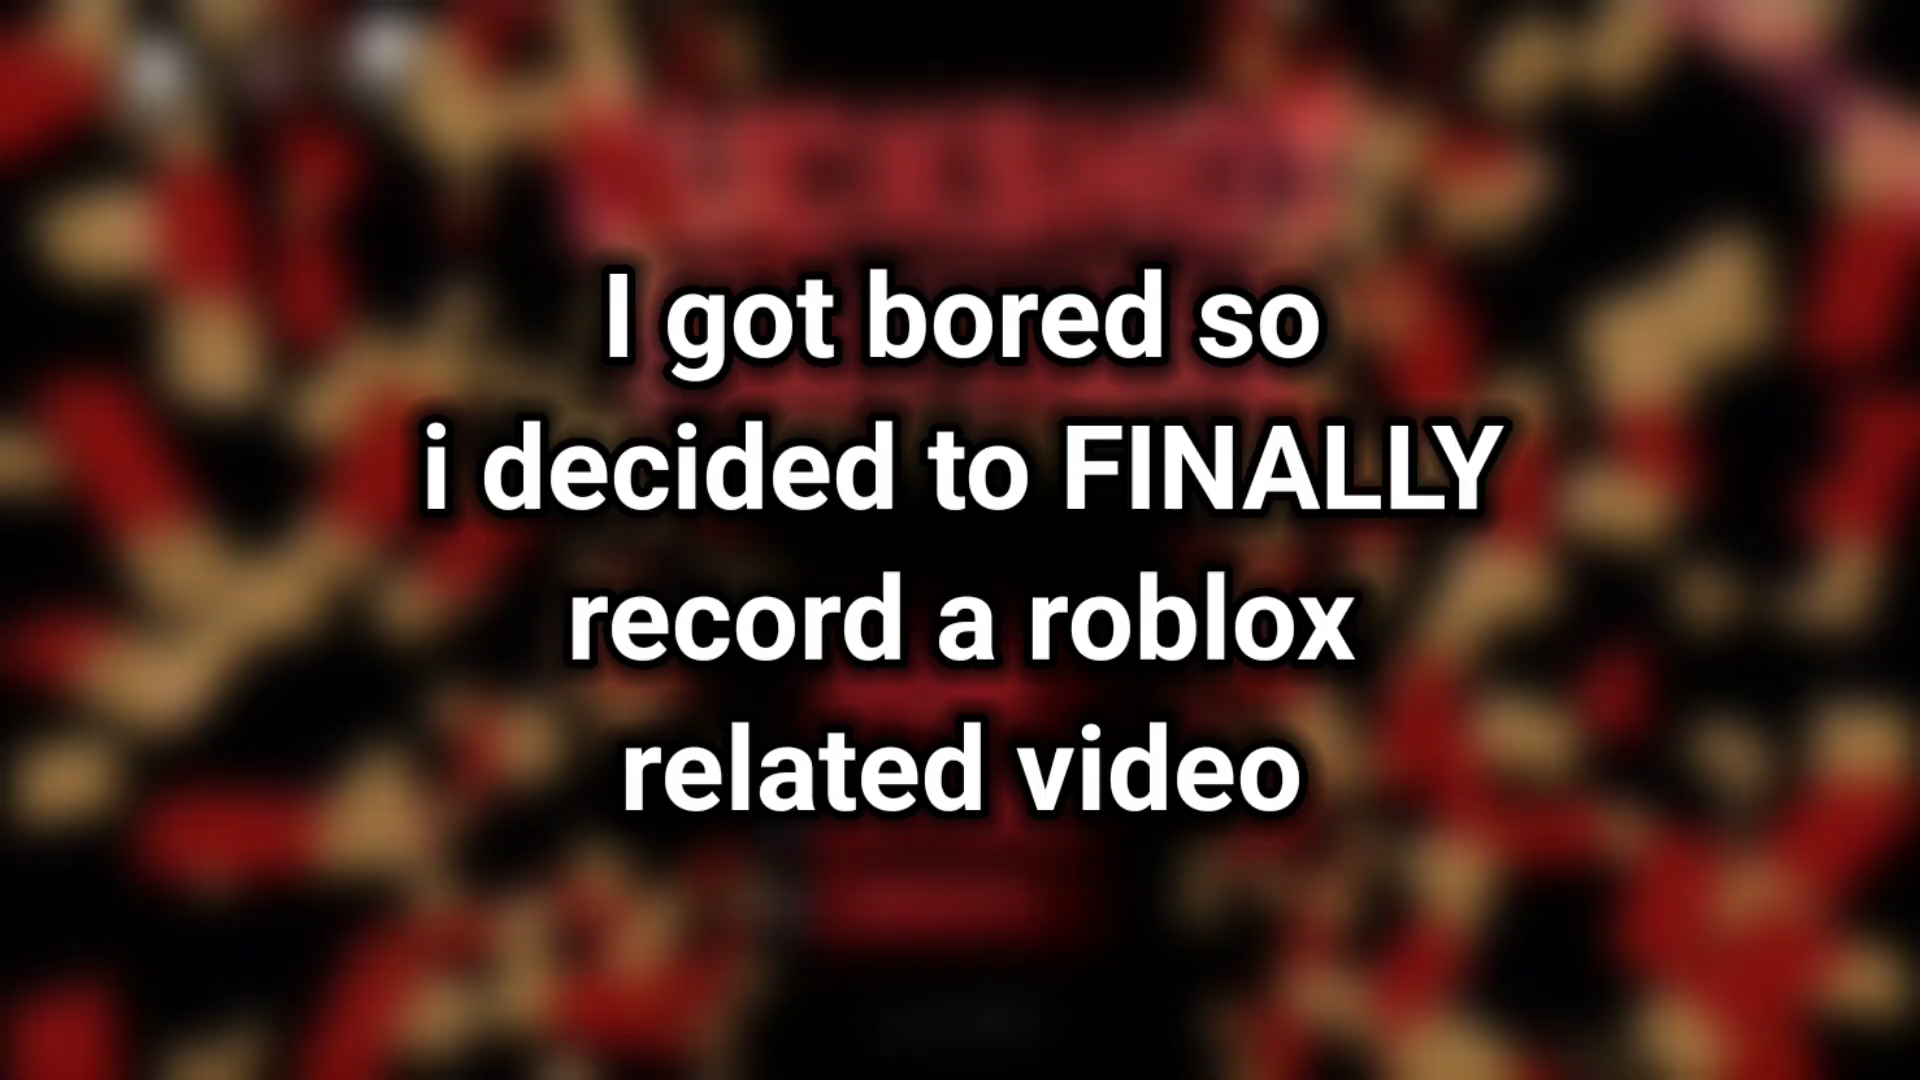 I got bored so
i decided to FINALLY
record a roblox
related video